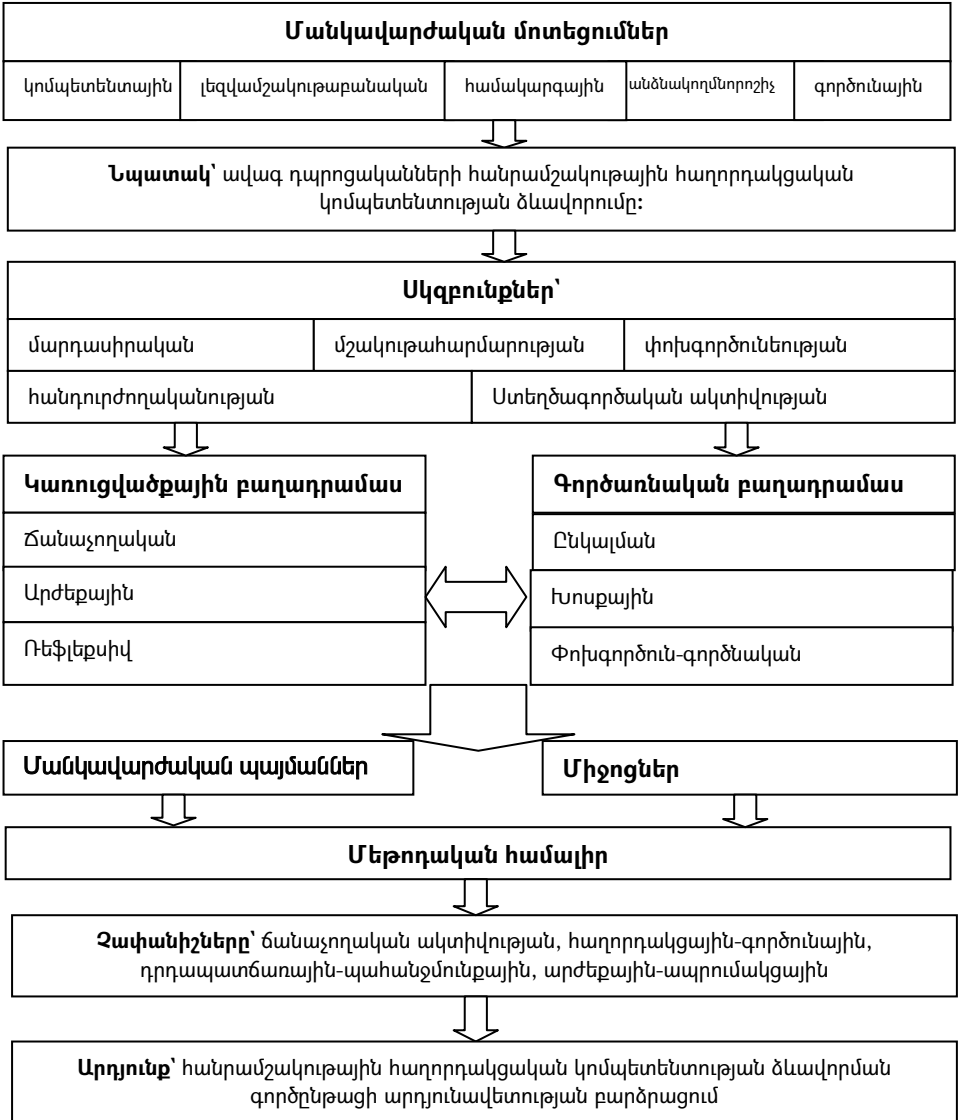 Մանկավարժական մոտեցումներ
կոմպետենտային լեզվամշակութաբանական համակարգային անձնակողմնորոշիչ գործունային
Նպատակ՝ ավագ դպրոցականների հանրամշակութային հաղորդակցական
կոմպետենտության ձևավորումը:
Սկզբունքներ՝
մարդասիրական մշակութահարմարության փոխգործունեության
հանդուրժողականության Ստեղծագործական ակտիվության
Կառուցվածքային բաղադրամաս
Ճանաչողական
Արժեքային
Ռեֆլեքսիվ
Գործառնական բաղադրամաս
Ընկալման
Խոսքային
Փոխգործուն-գործնական
Մանկավարժական պայմաններ
Միջոցներ
Մեթոդական համալիր
Չափանիշները՝ ճանաչողական ակտիվության, հաղորդակցային-գործունային,
դրդապատճառային-պահանջմունքային, արժեքային-ապրումակցային
Արդյունք՝ հանրամշակութային հաղորդակցական կոմպետենտության ձևավորման
գործընթացի արդյունավետության բարձրացում